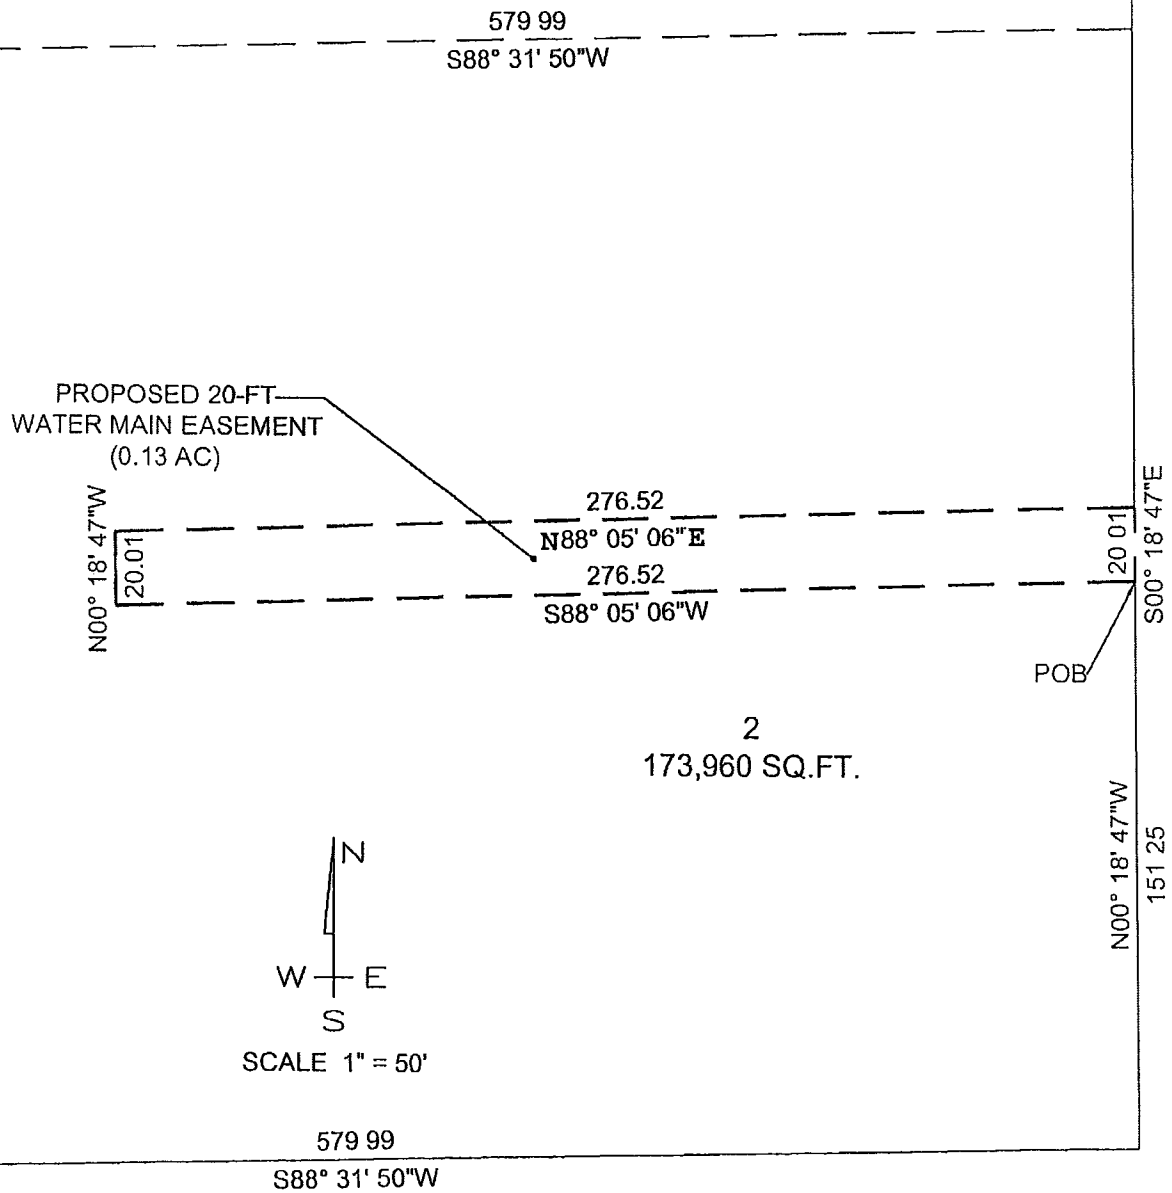 579 99
S88° 31' 50"W
PROPOSED 20-FT
WATER MAIN EASEMENT
(0.13 AC)
N00° 18' 47"W
20.01
276.52
N88° 05' 06"E
276.52
S88° 05' 06"W
20 01
S00° 18' 47"E
POB
2
173,960 SQ.FT.
N00° 18' 47"W
151 25
N
W E
S
SCALE 1" = 50'
579 99
S88° 31' 50"W